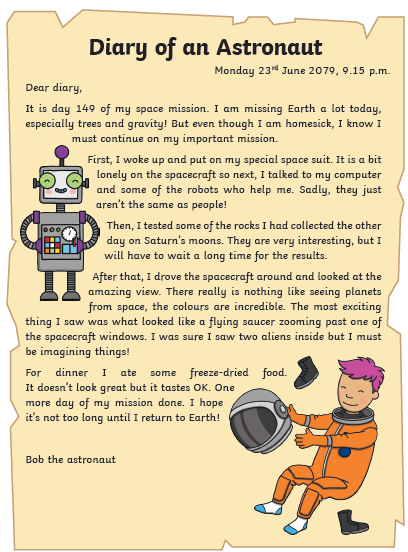 Diary of an Astronaut
Monday 23rd June 2079, 9.15 p.m.
Dear diary,
It is day 149 of my space mission. I am missing Earth a lot today,
especially trees and gravity! But even though I am homesick, I know I
must continue on my important mission.
First, I woke up and put on my special space suit. It is a bit
lonely on the spacecraft so next, I talked to my computer
and some of the robots who help me. Sadly, they just
aren't the same as people!
Then, I tested some of the rocks I had collected the other
day on Saturn's moons. They are very interesting, but I
will have to wait a long time for the results.
After that, I drove the spacecraft around and looked at the
amazing view. There really is nothing like seeing planets
from space, the colours are incredible. The most exciting
thing I saw was what looked like a flying saucer zooming past one of
the spacecraft windows. I was sure I saw two aliens inside but I must
be imagining things!
For dinner I ate some freeze-dried food.
It doesn't look great but it tastes OK. One
more day of my mission done. I hope
it's not too long until I return to Earth!
Bob the astronaut